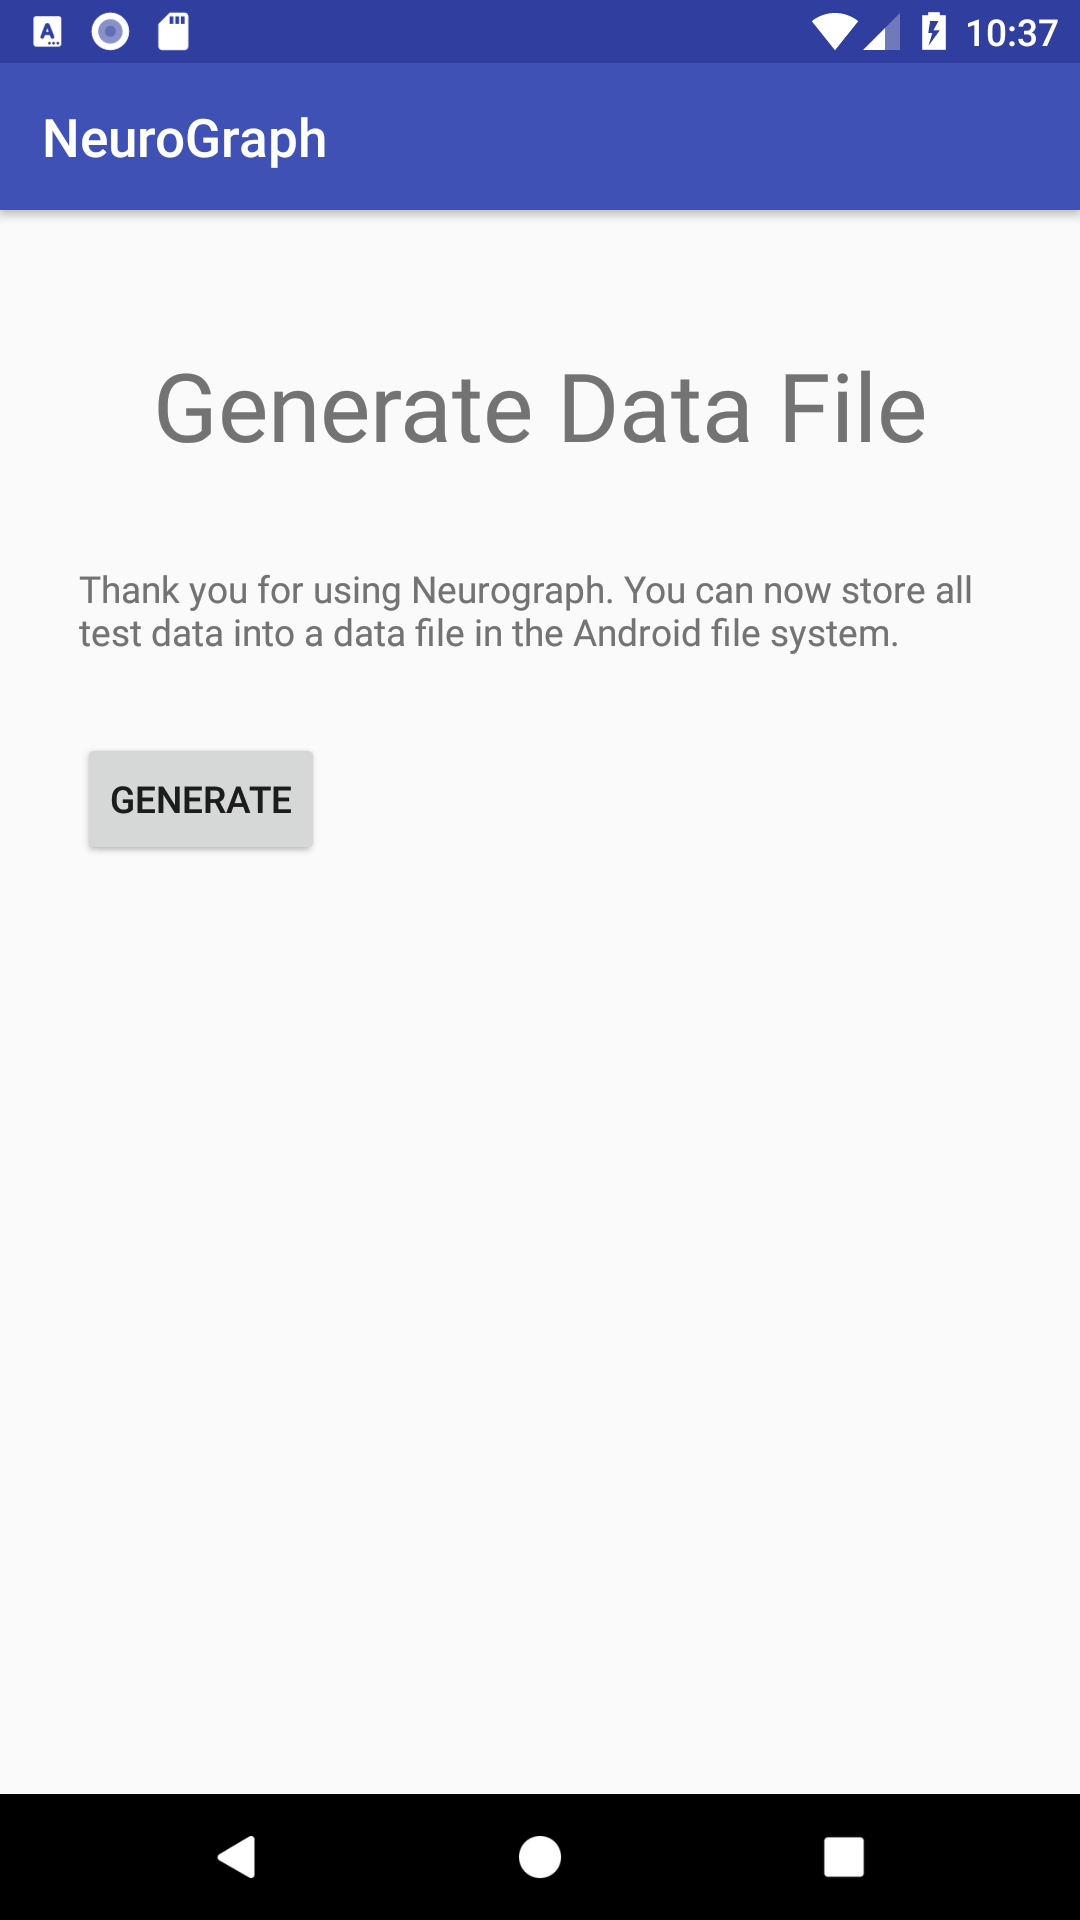 10:37
NeuroGraph
Generate Data File
Thank you for using Neurograph. You can now store all
test data into a data file in the Android file system.
GENERATE